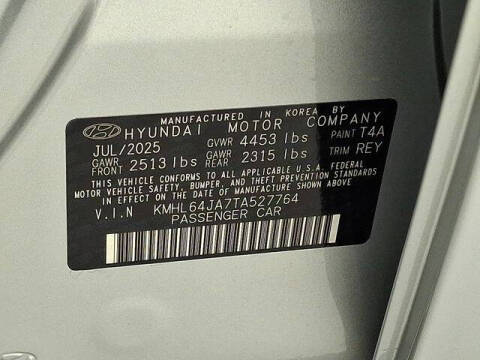 MANUFACTURED IN KOREA BY
HYUNDAI MOTOR COMPANY
JUL/2025 GVWR 4453 lbs PAINT T4A
GAWR FRONT 2513 lbs GAWR REAR 2315 lbs TRIM REY
THIS VEHICLE CONFORMS TO ALL APPLICABLE U.S.A. FEDERAL
MOTOR VEHICLE SAFETY, BUMPER, AND THEFT PREVENTION STANDARDS
IN EFFECT ON THE DATE OF MANUFACTURE SHOWN ABOVE.
V.I.N KMHL64JA7TA527764
PASSENGER CAR